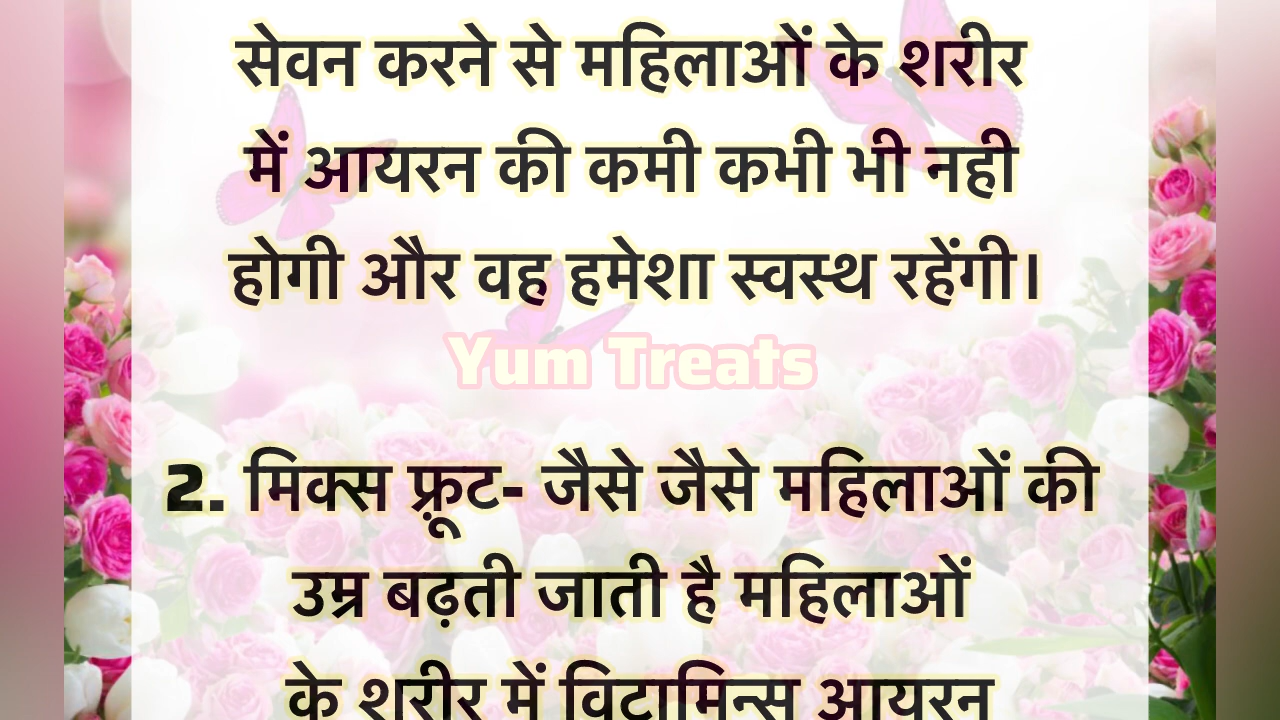 सेवन करने से महिलाओं के शरीर
में आयरन की कमी कभी भी नही
होगी और वह हमेशा स्वस्थ रहेंगी।
Yum Treats
2. मिक्स फ़्रूट- जैसे जैसे महिलाओं की
उम्र बढ़ती जाती है महिलाओं
के शरीर में विटामिन्स आयरन